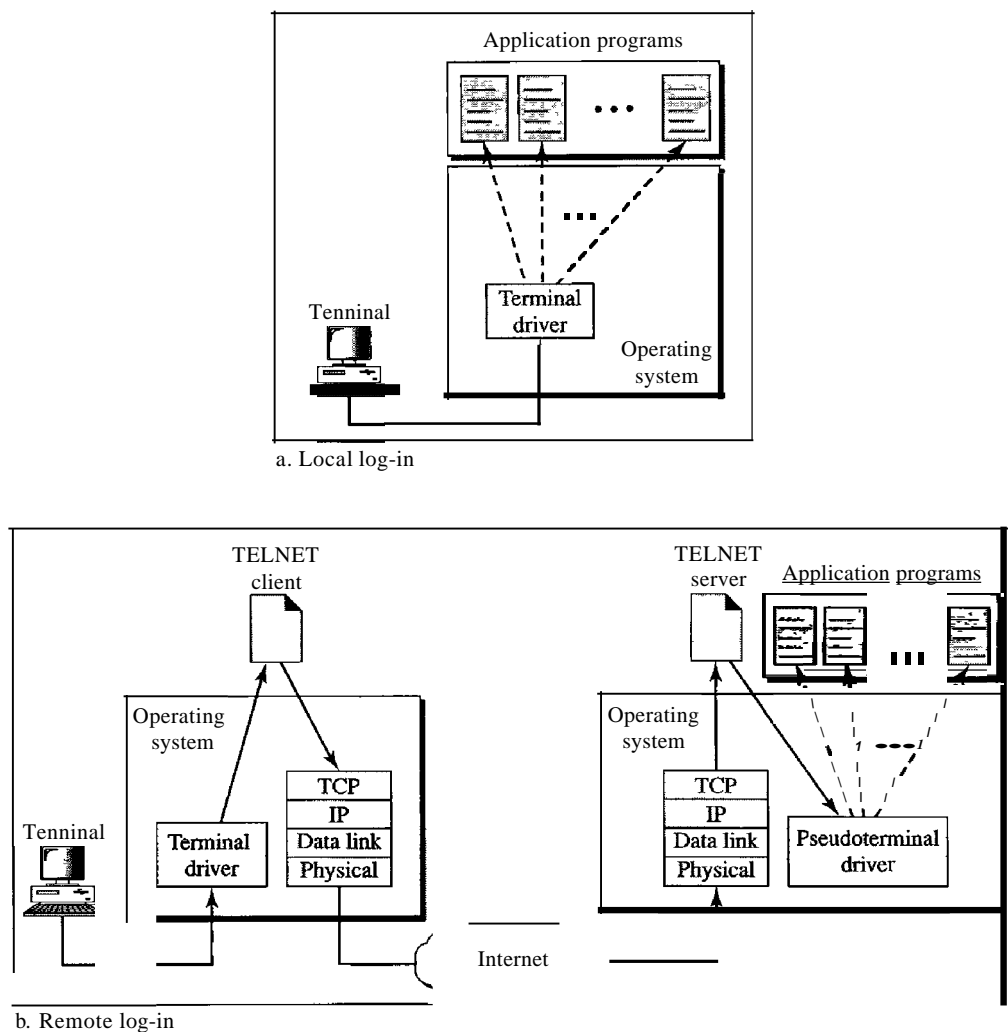 Application programs
Terminal
driver
Tenninal
Operating
system
a. Local log-in
TELNET
client
TELNET
server
Application programs
Operating
system
Operating
system
TCP
IP
Data link
Physical
TCP
IP
Data link
Physical
Tenninal
Terminal
driver
Pseudoterminal
driver
Internet
b. Remote log-in